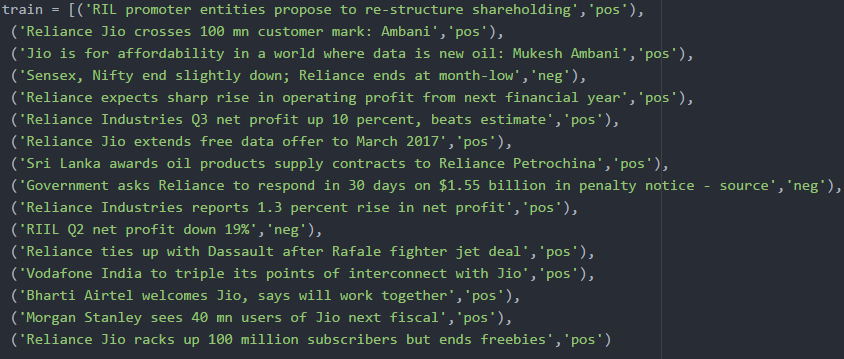 train = [('RIL promoter entities propose to re-structure shareholding','pos'),
('Reliance Jio crosses 100 mn customer mark: Ambani','pos'),
('Jio is for affordability in a world where data is new oil: Mukesh Ambani','pos'),
('Sensex, Nifty end slightly down; Reliance ends at month-low','neg'),
('Reliance expects sharp rise in operating profit from next financial year','pos'),
('Reliance Industries Q3 net profit up 10 percent, beats estimate','pos'),
('Reliance Jio extends free data offer to March 2017','pos'),
('Sri Lanka awards oil products supply contracts to Reliance Petrochina','pos'),
('Government asks Reliance to respond in 30 days on $1.55 billion in penalty notice - source','neg'),
('Reliance Industries reports 1.3 percent rise in net profit','pos'),
('RIIL Q2 net profit down 19%','neg'),
('Reliance ties up with Dassault after Rafale fighter jet deal','pos'),
('Vodafone India to triple its points of interconnect with Jio','pos'),
('Bharti Airtel welcomes Jio, says will work together','pos'),
('Morgan Stanley sees 40 mn users of Jio next fiscal','pos'),
('Reliance Jio racks up 100 million subscribers but ends freebies','pos')